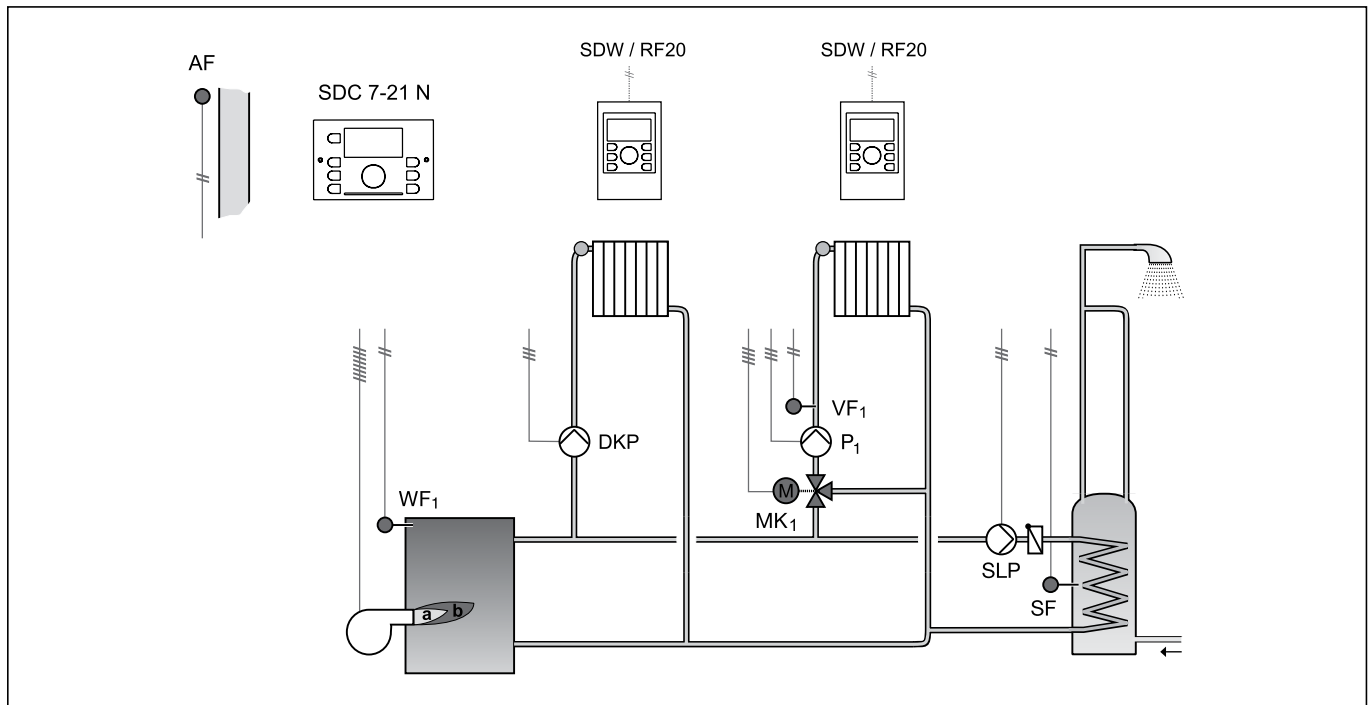 SDW / RF20
SDW / RF20
AF
SDC 7-21 N
VF1
DKP
P1
WF1
M
MK1
SLP
SF
a
b